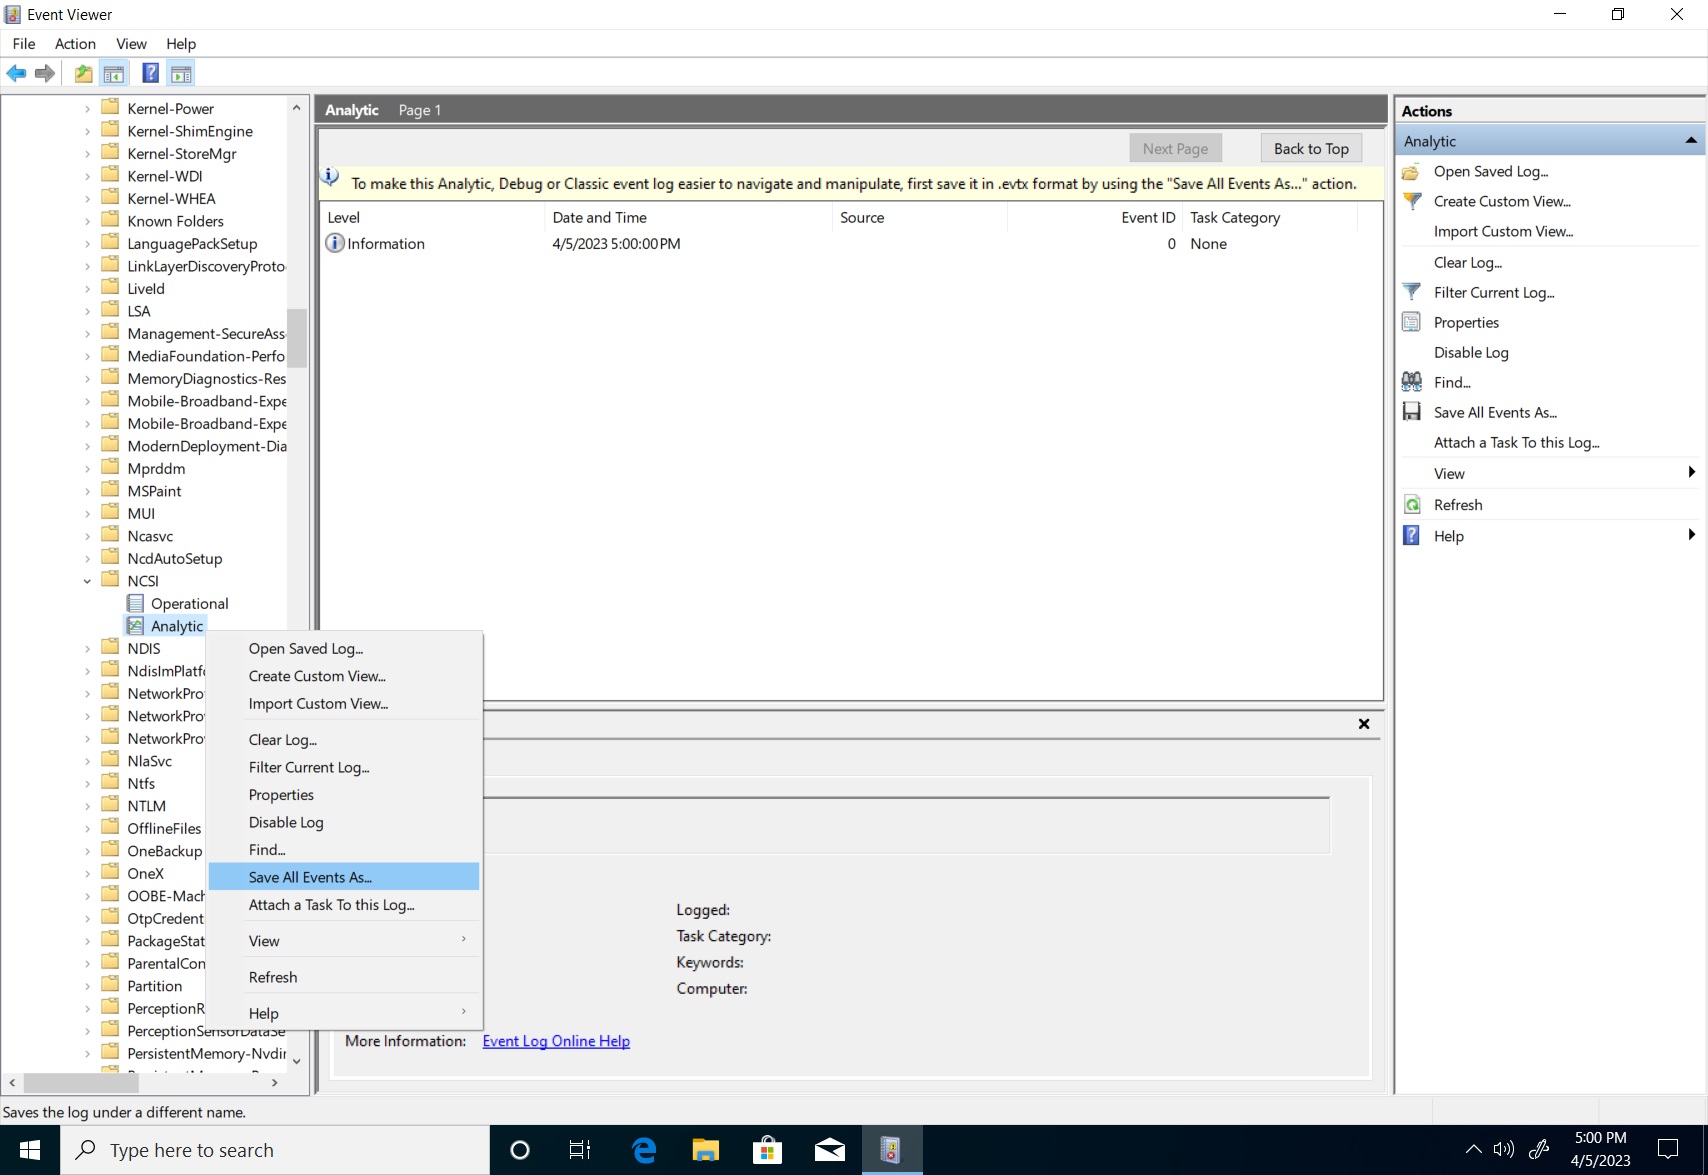 Event Viewer
File Action View Help
Kernel-Power
Kernel-ShimEngine
Kernel-StoreMgr
Kernel-WDI
Kernel-WHEA
Known Folders
LanguagePackSetup
LinkLayerDiscoveryProto
LiveId
LSA
Management-SecureAss
MediaFoundation-Perfo
MemoryDiagnostics-Res
Mobile-Broadband-Expe
Mobile-Broadband-Expe
ModernDeployment-Dia
Mprddm
MSPaint
MUI
Ncasvc
NcdAutoSetup
NCSI
Operational
Analytic
NDIS
NdisImPlatfo
NetworkPro
NetworkPro
NetworkPro
NlaSvc
Ntfs
NTLM
OfflineFiles
OneBackup
OneX
OOBE-Mach
OtpCredent
PackageStat
ParentalCon
Partition
PerceptionR
PerceptionSensorDataSe
PersistentMemory-Nvdin
Open Saved Log...
Create Custom View...
Import Custom View...
Clear Log...
Filter Current Log...
Properties
Disable Log
Find...
Save All Events As...
Attach a Task To this Log...
View
Refresh
Help
Analytic Page 1
Next Page Back to Top
To make this Analytic, Debug or Classic event log easier to navigate and manipulate, first save it in .evtx format by using the "Save All Events As..." action.
Level Date and Time Source Event ID Task Category
Information 4/5/2023 5:00:00 PM 0 None
Logged:
Task Category:
Keywords:
Computer:
More Information: Event Log Online Help
Actions
Analytic
Open Saved Log...
Create Custom View...
Import Custom View...
Clear Log...
Filter Current Log...
Properties
Disable Log
Find...
Save All Events As...
Attach a Task To this Log...
View
Refresh
Help
Saves the log under a different name.
Type here to search
5:00 PM
4/5/2023